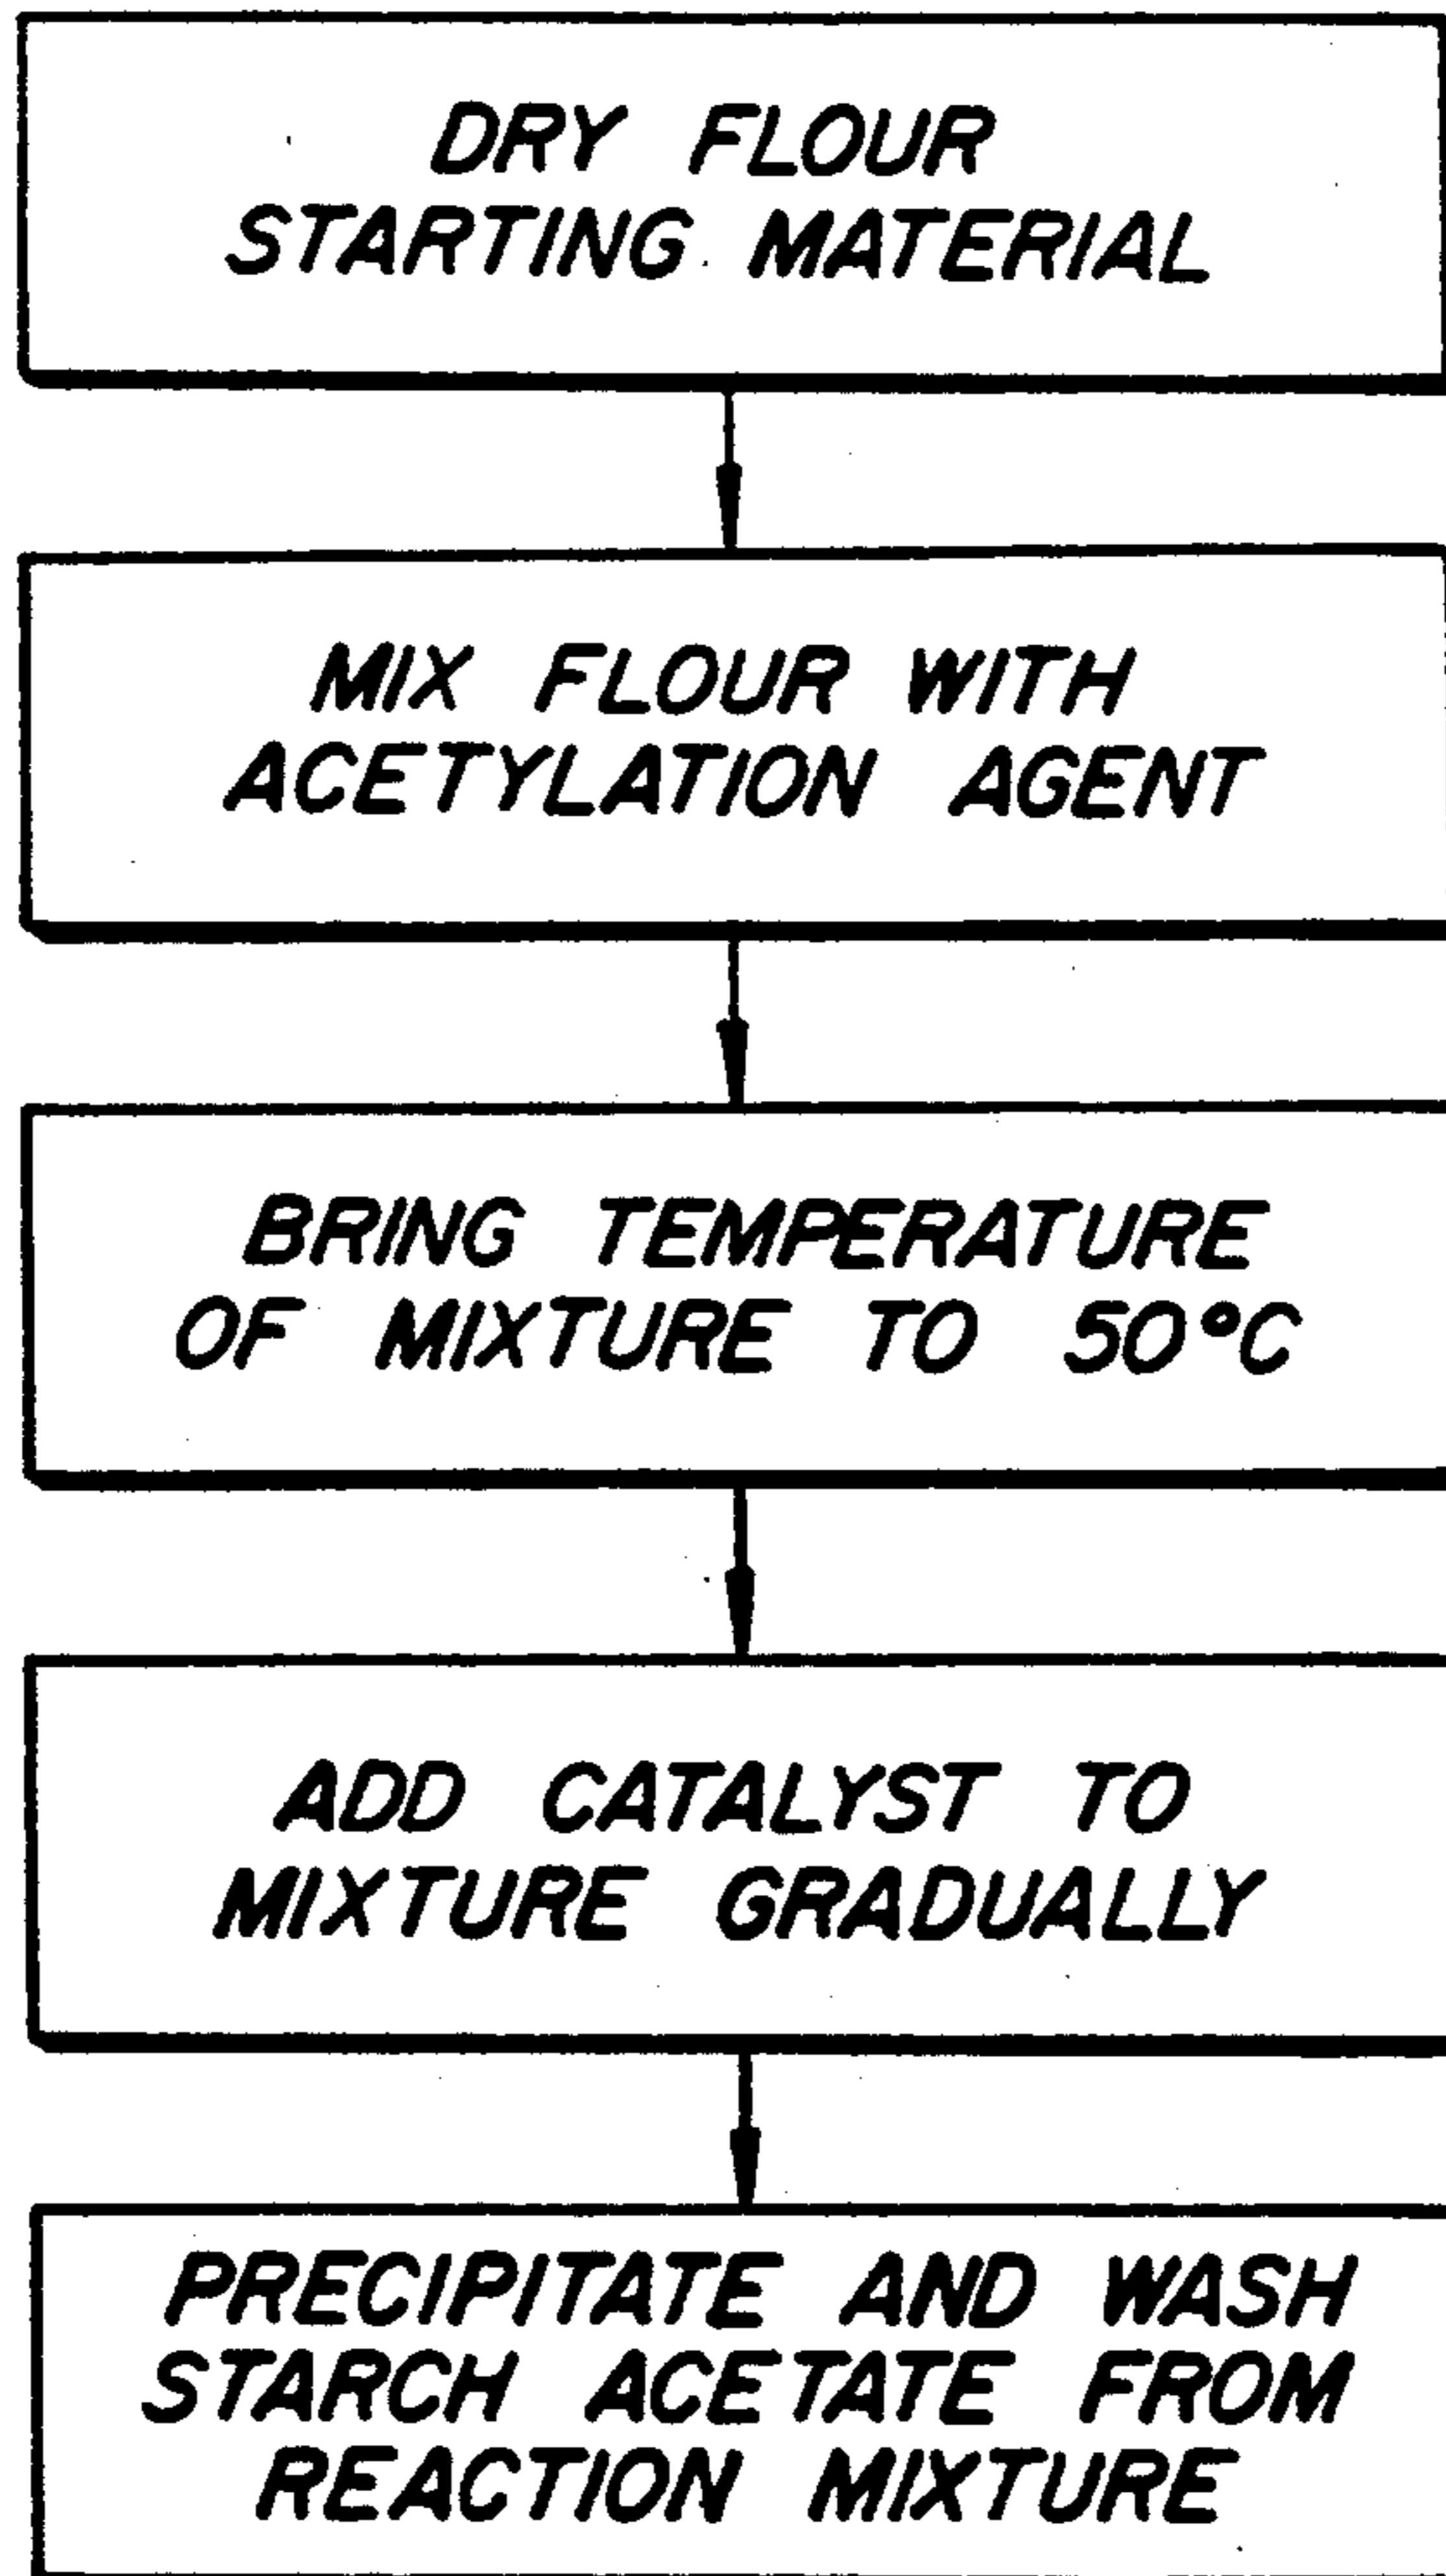 DRY FLOUR
STARTING MATERIAL
MIX FLOUR WITH
ACETYLATION AGENT
BRING TEMPERATURE
OF MIXTURE TO 50°C
ADD CATALYST TO
MIXTURE GRADUALLY
PRECIPITATE AND WASH
STARCH ACETATE FROM
REACTION MIXTURE